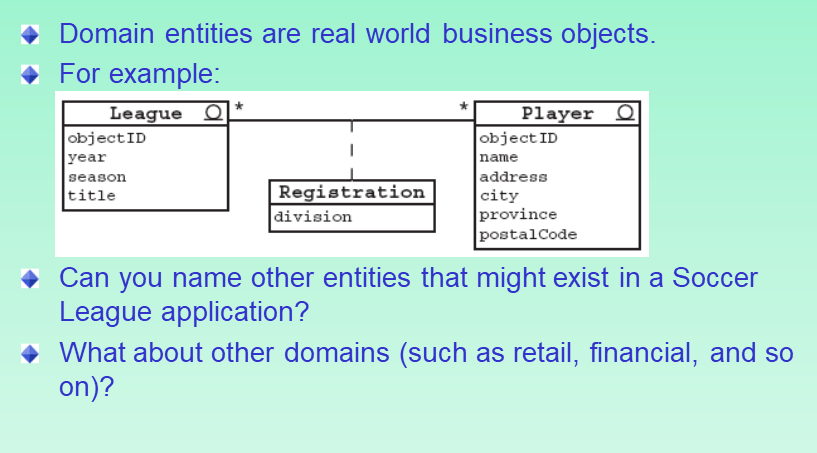 Domain entities are real world business objects.
For example:
League
*
*
Player
objectID
year
season
title
objectID
name
address
city
province
postalCode
Registration
division
Can you name other entities that might exist in a Soccer
League application?
What about other domains (such as retail, financial, and so
on)?